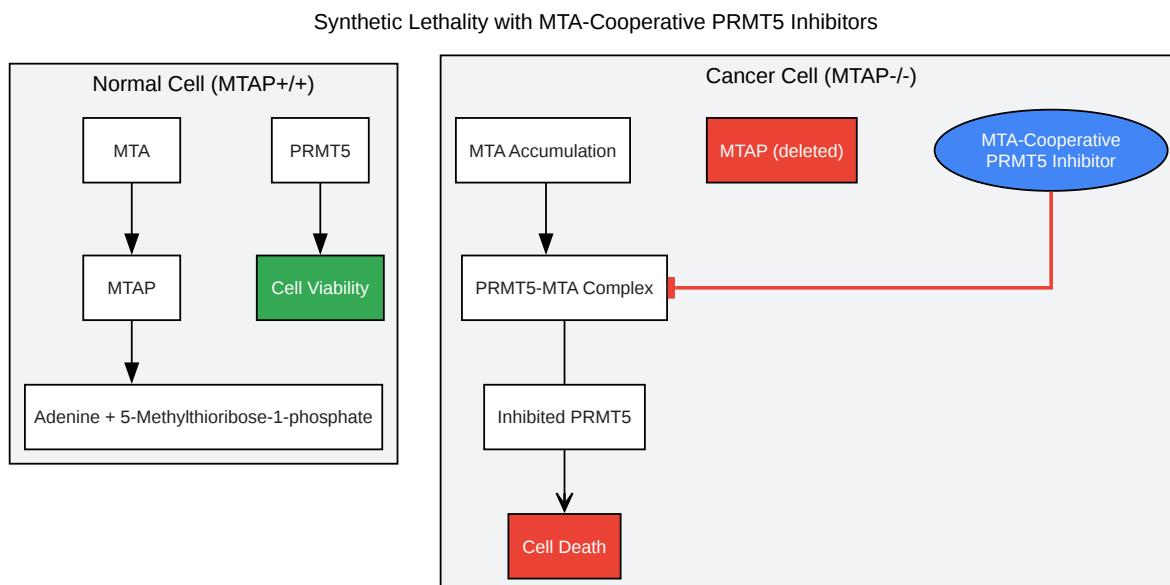 Synthetic Lethality with MTA-Cooperative PRMT5 Inhibitors
Normal Cell (MTAP+/+)
MTA
PRMT5
MTAP
Cell Viability
Adenine + 5-Methylthioribose-1-phosphate
Cancer Cell (MTAP-/-)
MTA Accumulation
MTAP (deleted)
MTA-Cooperative
PRMT5 Inhibitor
PRMT5-MTA Complex
Inhibited PRMT5
Cell Death